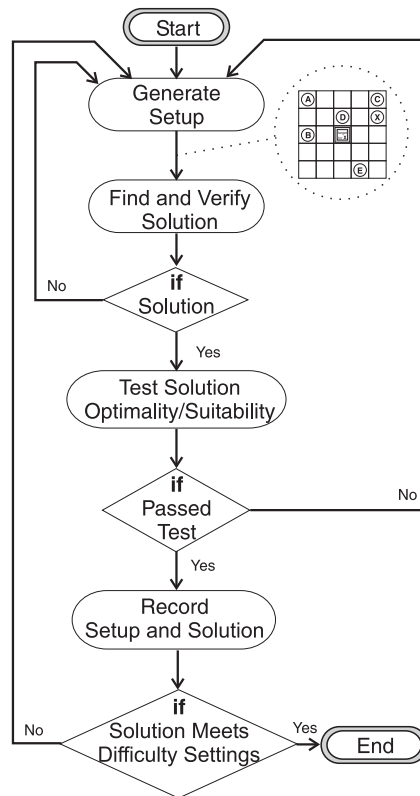 Start
Generate
Setup
A
C
D
X
B
E
Find and Verify
Solution
if
Solution
No
Yes
Test Solution
Optimality/Suitability
if
Passed
Test
No
Yes
Record
Setup and Solution
if
Solution Meets
Difficulty Settings
No
Yes
End